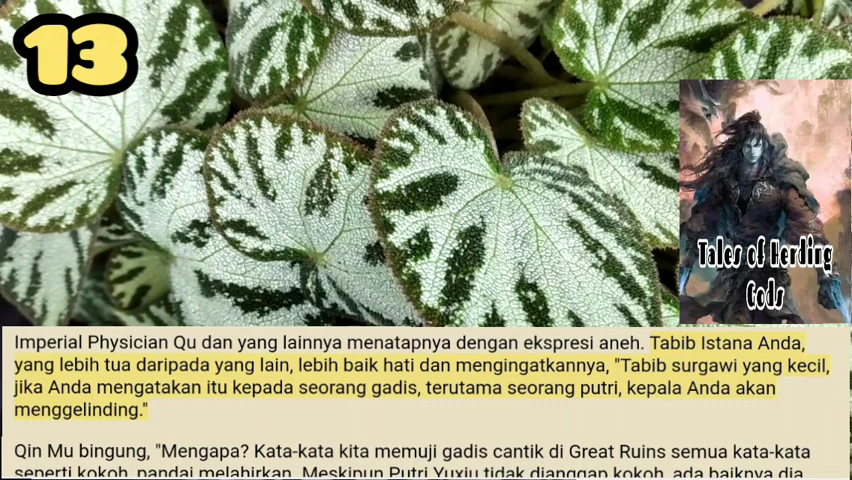 13
Tales of Herding
Gods
Imperial Physician Qu dan yang lainnya menatapnya dengan ekspresi aneh. Tabib Istana Anda,
yang lebih tua daripada yang lain, lebih baik hati dan mengingatkannya, "Tabib surgawi yang kecil,
jika Anda mengatakan itu kepada seorang gadis, terutama seorang putri, kepala Anda akan
menggelinding."
Qin Mu bingung, "Mengapa? Kata-kata kita memuji gadis cantik di Great Ruins semua kata-kata
seperti kokoh, pandai melahirkan. Meskipun Putri Yuxiu tidak dianggap kokoh, ada baiknya dia